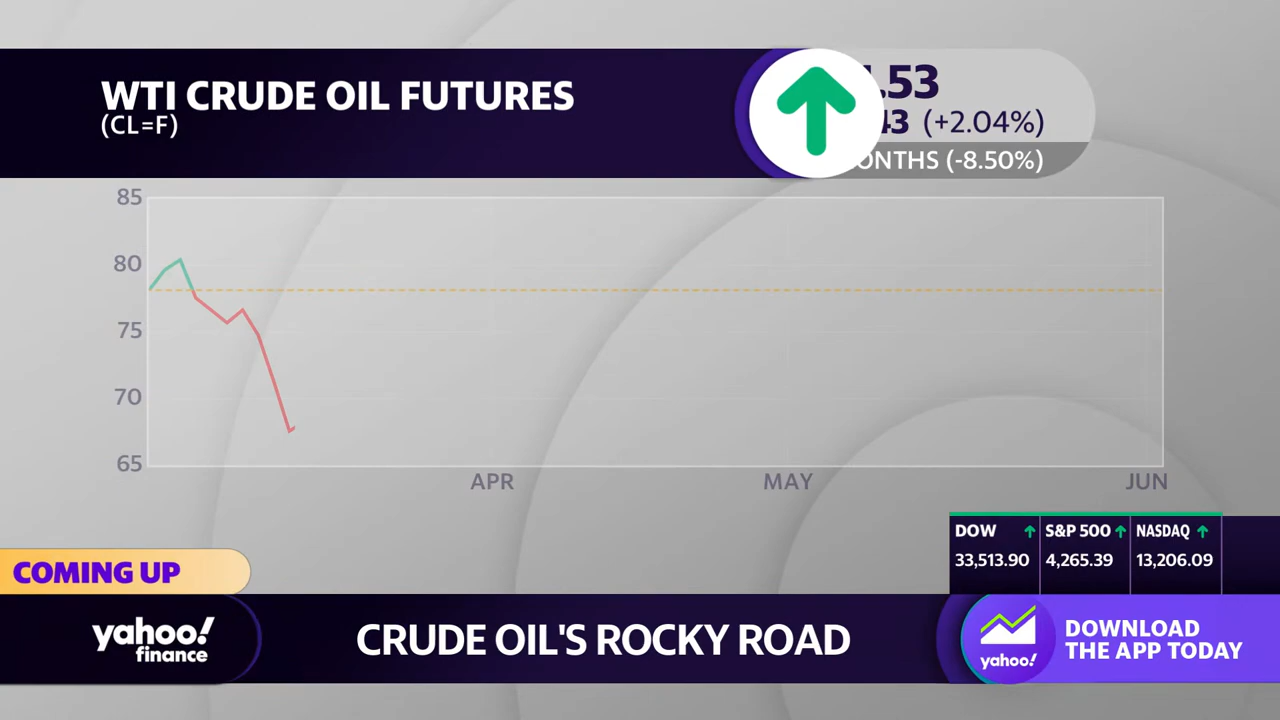 WTI CRUDE OIL FUTURES
(CL=F)
.53
43 (+2.04%)
ONTHS (-8.50%)
85
80
75
70
65
APR
MAY
JUN
DOW
33,513.90
S&P 500
4,265.39
NASDAQ
13,206.09
COMING UP
yahoo!
finance
CRUDE OIL'S ROCKY ROAD
yahoo!
DOWNLOAD
THE APP TODAY